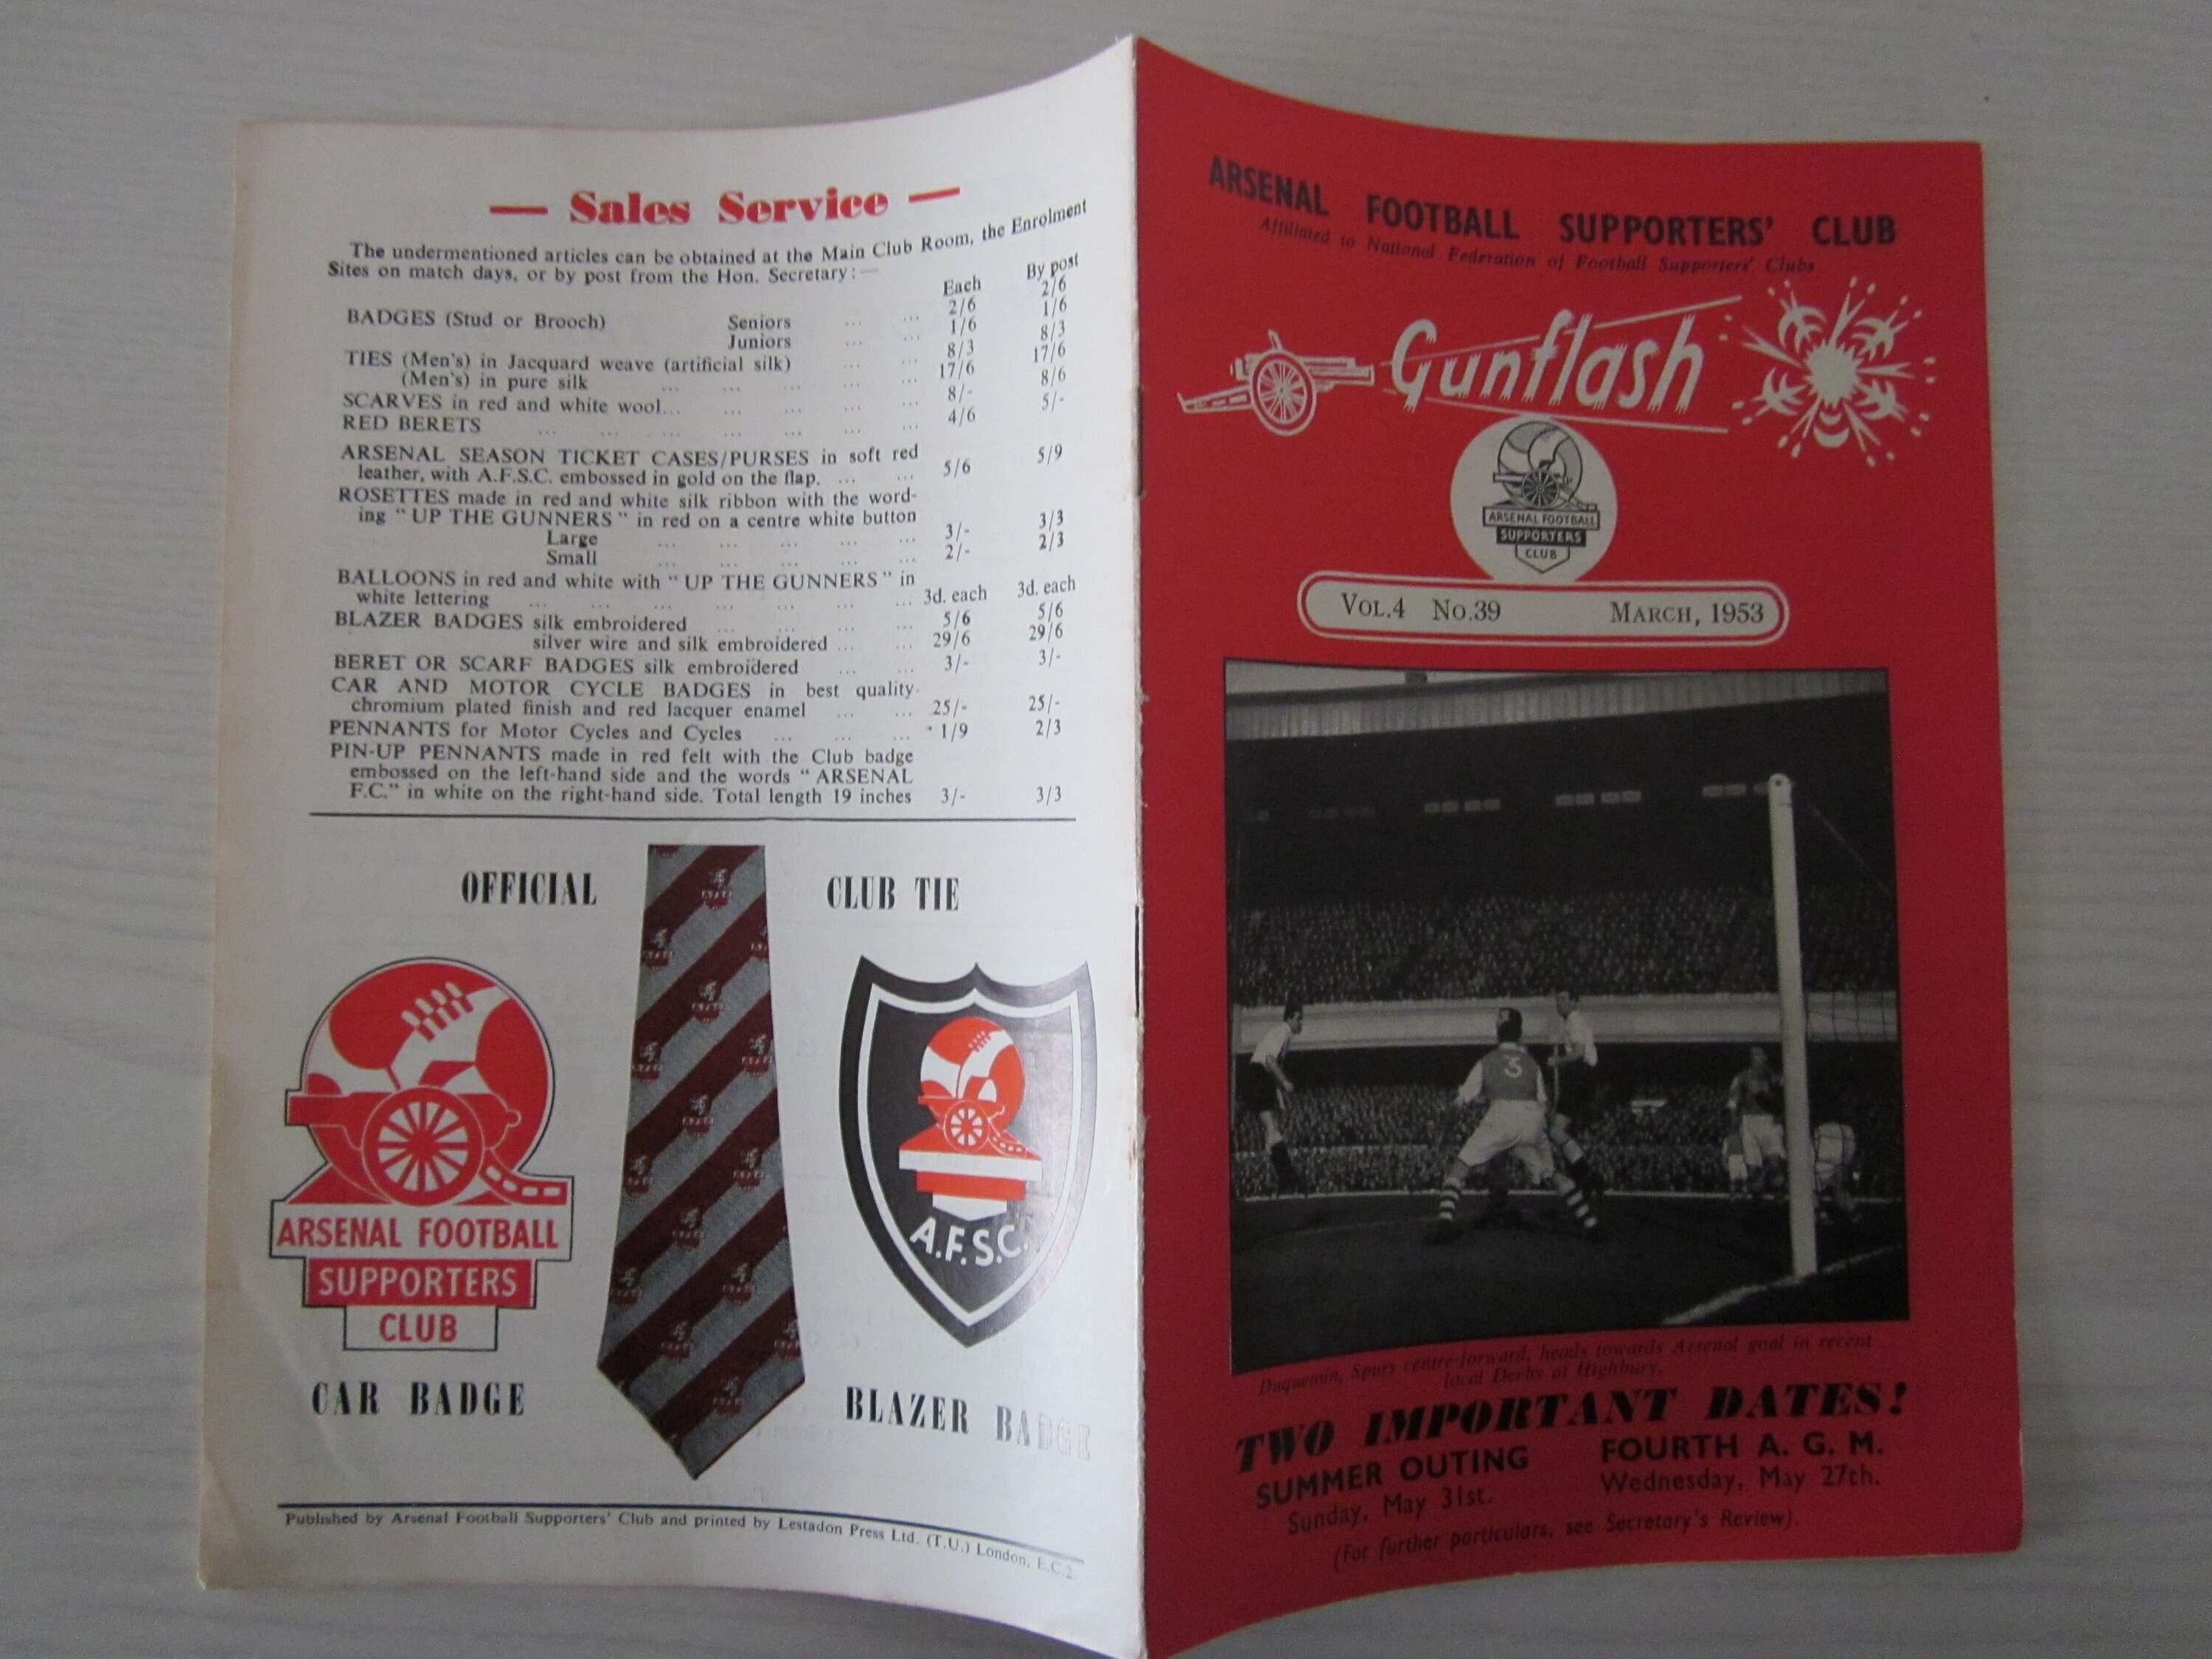 — Sales Service —
The undermentioned articles can be obtained at the Main Club Room, the Enrolment
Sites on match days, or by post from the Hon. Secretary:—
Each By post
BADGES (Stud or Brooch) Seniors ... ... 2/6 2/6
Juniors ... ... 1/6 1/6
TIES (Men's) in Jacquard weave (artificial silk) ... ... 8/3 8/3
(Men's) in pure silk ... ... ... ... ... 17/6 17/6
SCARVES in red and white wool... ... ... ... ... 8/- 8/6
RED BERETS ... ... ... ... ... ... ... 4/6 5/-
ARSENAL SEASON TICKET CASES/PURSES in soft red
leather, with A.F.S.C. embossed in gold on the flap. ... ... 5/6 5/9
ROSETTES made in red and white silk ribbon with the word-
ing "UP THE GUNNERS" in red on a centre white button
Large ... ... ... ... ... 3/- 3/3
Small ... ... ... ... ... 2/- 2/3
BALLOONS in red and white with "UP THE GUNNERS" in
white lettering ... ... ... ... ... ... ... 3d. each 3d. each
BLAZER BADGES silk embroidered ... ... ... ... 5/6 5/6
silver wire and silk embroidered ... ... 29/6 29/6
BERET OR SCARF BADGES silk embroidered ... ... 3/- 3/-
CAR AND MOTOR CYCLE BADGES in best quality
chromium plated finish and red lacquer enamel ... ... 25/- 25/-
PENNANTS for Motor Cycles and Cycles ... ... ... 1/9 2/3
PIN-UP PENNANTS made in red felt with the Club badge
embossed on the left-hand side and the words "ARSENAL
F.C." in white on the right-hand side. Total length 19 inches 3/- 3/3
OFFICIAL CLUB TIE
ARSENAL FOOTBALL
SUPPORTERS
CLUB
A.F.S.C.
CAR BADGE
BLAZER BADGE
Published by Arsenal Football Supporters' Club and printed by Lestadon Press Ltd. (T.U.) London, E.C.2.
ARSENAL FOOTBALL SUPPORTERS' CLUB
Affiliated to National Federation of Football Supporters' Clubs
Gunflash
ARSENAL FOOTBALL
SUPPORTERS
CLUB
VOL.4 NO.39 MARCH, 1953
3
Duquemin, Spurs centre-forward, heads towards Arsenal goal in recent
local Derby at Highbury.
TWO IMPORTANT DATES!
SUMMER OUTING
Sunday, May 31st.
FOURTH A. G. M.
Wednesday, May 27th.
(For further particulars, see Secretary's Review).